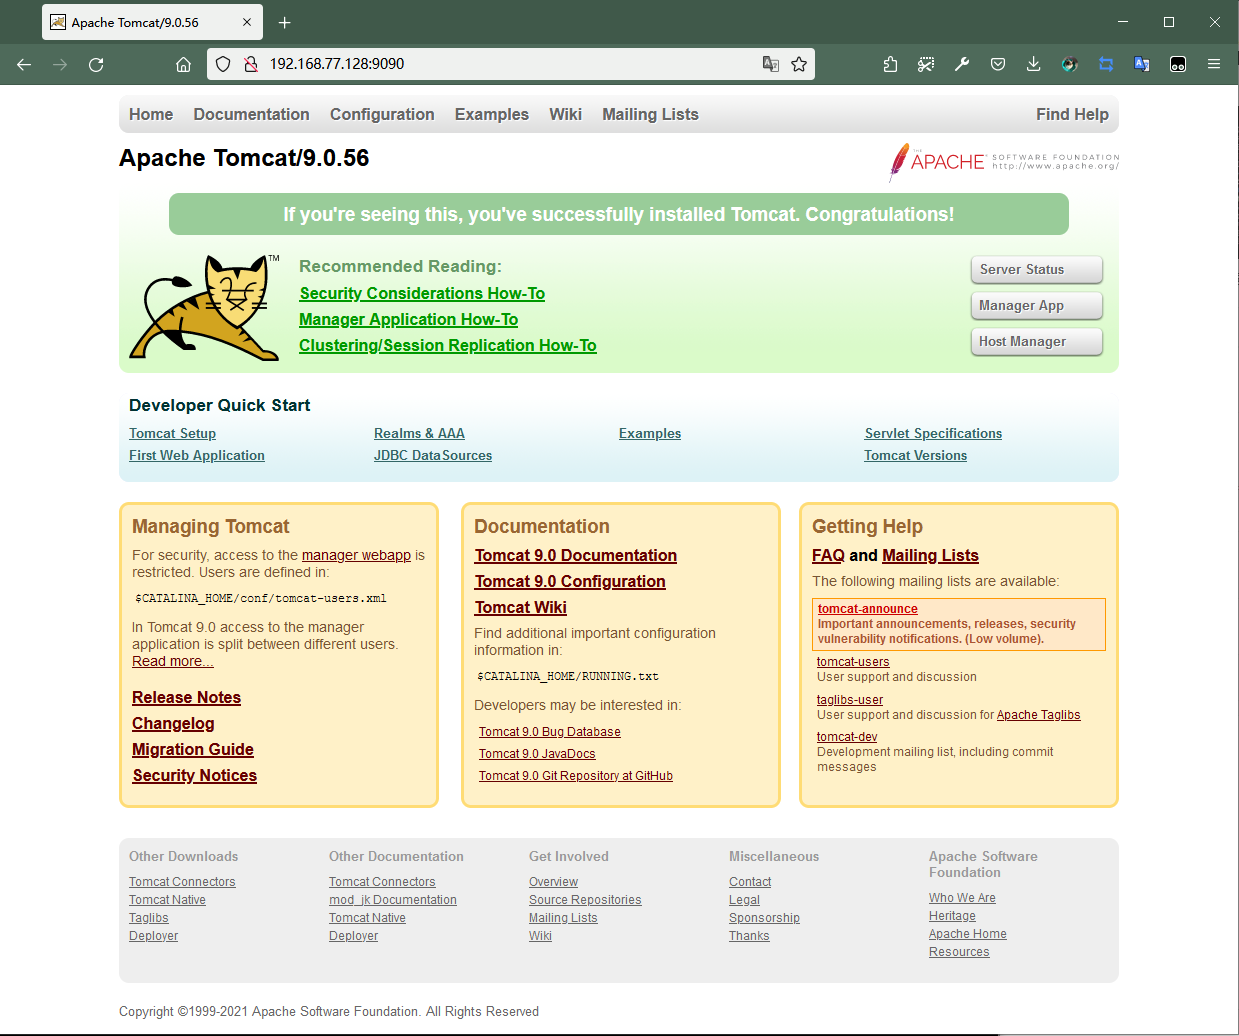 Apache Tomcat/9.0.56
192.168.77.128:9090
Home Documentation Configuration Examples Wiki Mailing Lists Find Help
Apache Tomcat/9.0.56
THE APACHE SOFTWARE FOUNDATION
http://www.apache.org/
If you're seeing this, you've successfully installed Tomcat. Congratulations!
TM
Recommended Reading:
Security Considerations How-To
Manager Application How-To
Clustering/Session Replication How-To
Server Status
Manager App
Host Manager
Developer Quick Start
Tomcat Setup
First Web Application
Realms & AAA
JDBC DataSources
Examples
Servlet Specifications
Tomcat Versions
Managing Tomcat
For security, access to the manager webapp is
restricted. Users are defined in:
$CATALINA_HOME/conf/tomcat-users.xml
In Tomcat 9.0 access to the manager
application is split between different users.
Read more...
Release Notes
Changelog
Migration Guide
Security Notices
Documentation
Tomcat 9.0 Documentation
Tomcat 9.0 Configuration
Tomcat Wiki
Find additional important configuration
information in:
$CATALINA_HOME/RUNNING.txt
Developers may be interested in:
Tomcat 9.0 Bug Database
Tomcat 9.0 JavaDocs
Tomcat 9.0 Git Repository at GitHub
Getting Help
FAQ and Mailing Lists
The following mailing lists are available:
tomcat-announce
Important announcements, releases, security
vulnerability notifications. (Low volume).
tomcat-users
User support and discussion
taglibs-user
User support and discussion for Apache Taglibs
tomcat-dev
Development mailing list, including commit
messages
Other Downloads
Tomcat Connectors
Tomcat Native
Taglibs
Deployer
Other Documentation
Tomcat Connectors
mod_jk Documentation
Tomcat Native
Deployer
Get Involved
Overview
Source Repositories
Mailing Lists
Wiki
Miscellaneous
Contact
Legal
Sponsorship
Thanks
Apache Software
Foundation
Who We Are
Heritage
Apache Home
Resources
Copyright ©1999-2021 Apache Software Foundation. All Rights Reserved